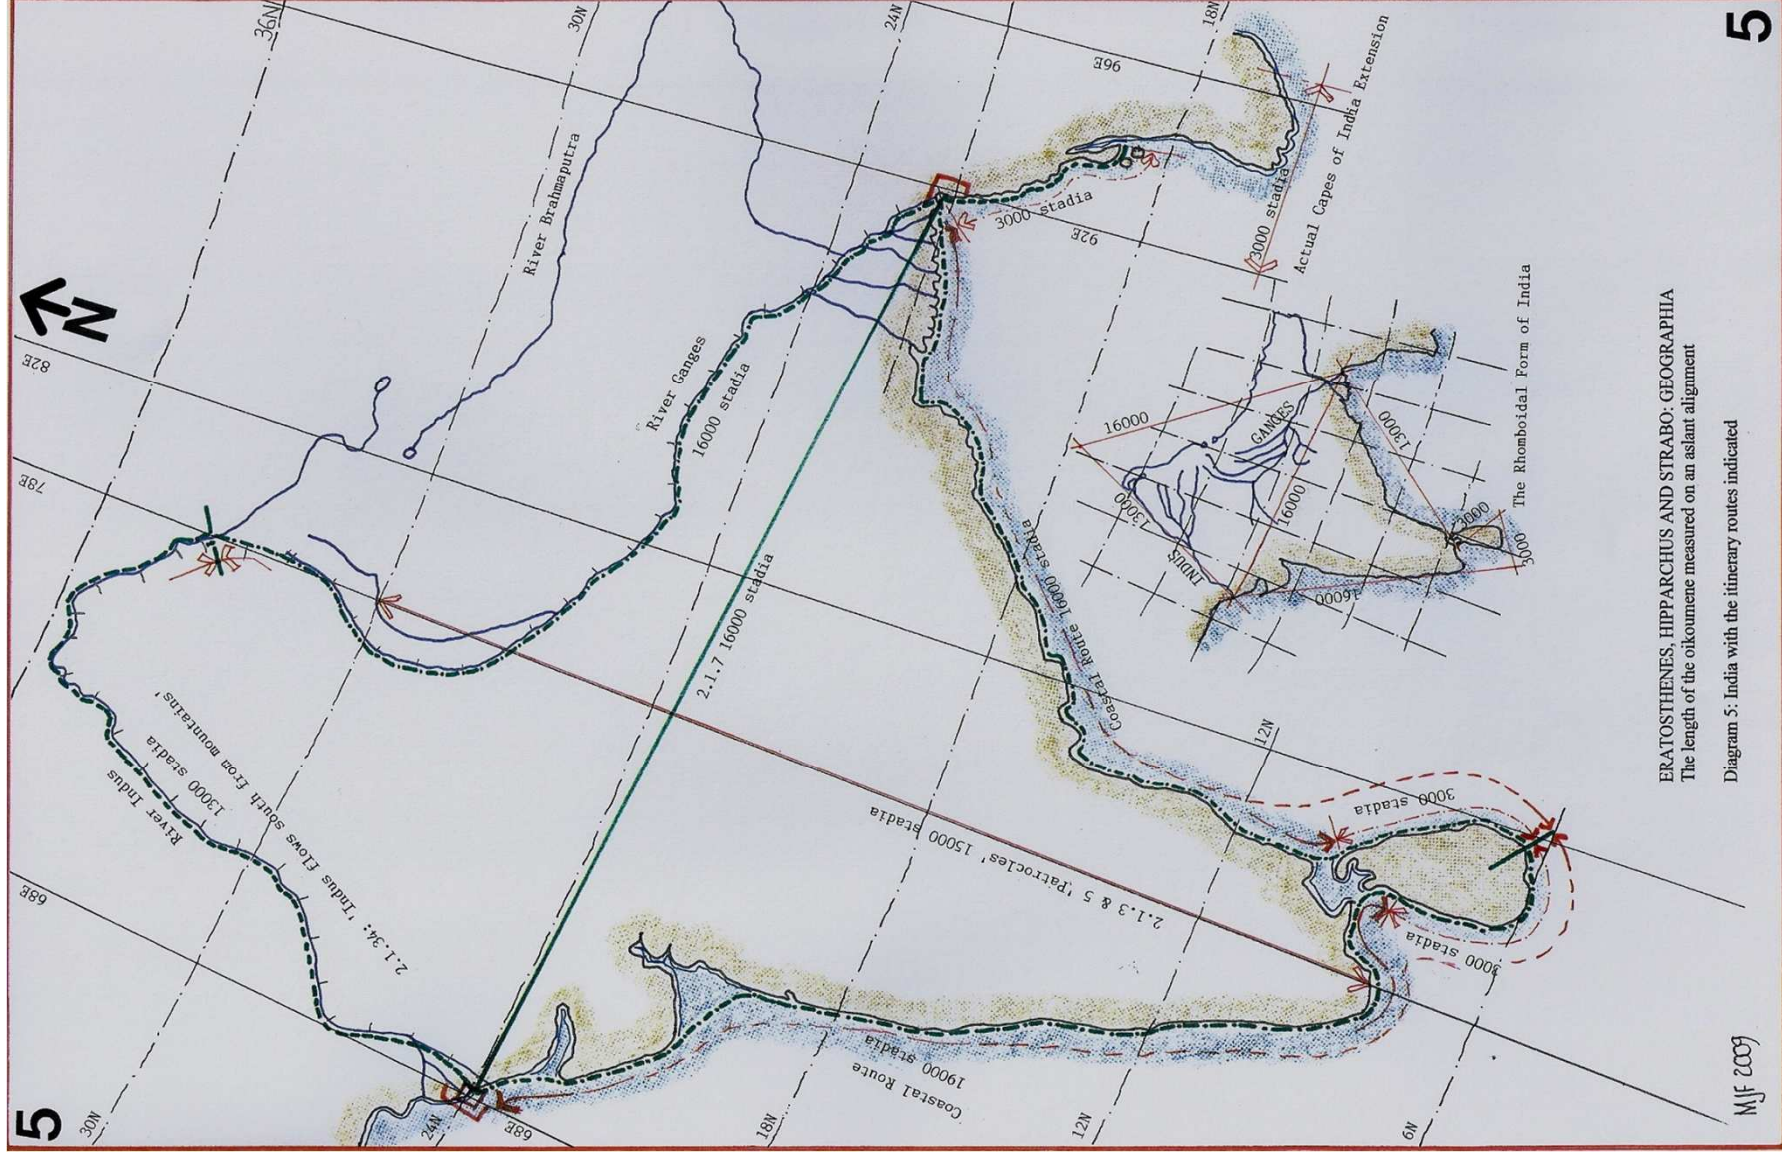 5
5
36N
30N
24N
18N
96E
92E
82E
78E
68E
30N
24N
68E
18N
12N
6N
12N
River Brahmaputra
River Ganges
16000 stadia
3000 stadia
3000 stadia
Actual Capes of India Extension
River Indus
13000 stadia
2.1.34: 'Indus flows south from mountains'
2.1.7 16000 stadia
2.1.3 & 5 'Patrocles' 15000 stadia
Coastal Route 16000 stadia
Coastal Route
19000 stadia
3000 stadia
3000 stadia
N
16000
GANGES
13000
INDUS
16000
13000
16000
3000
3000
The Rhomboidal Form of India
ERATOSTHENES, HIPPARCHUS AND STRABO: GEOGRAPHIA
The length of the oikoumene measured on an aslant alignment
Diagram 5: India with the itinerary routes indicated
MJF 2009